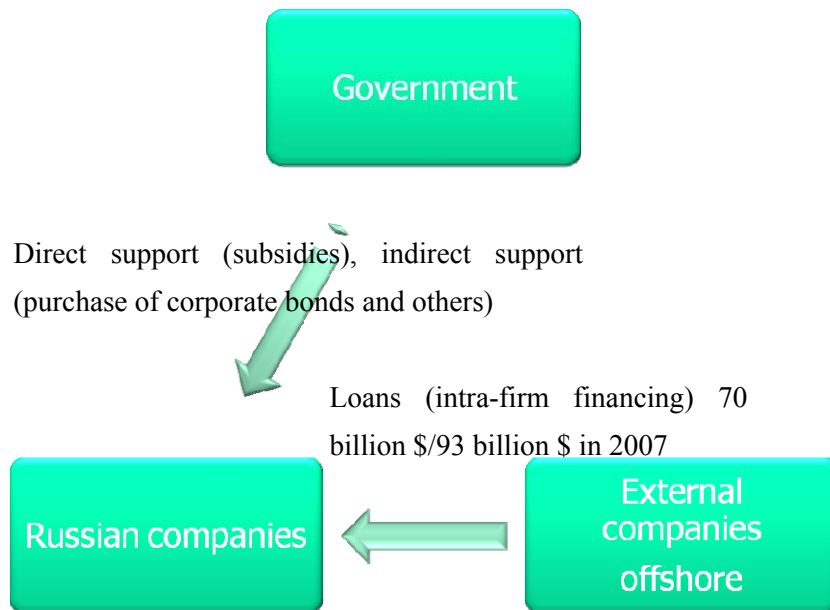 Government
Direct support (subsidies), indirect support
(purchase of corporate bonds and others)
Loans (intra-firm financing) 70
billion $/93 billion $ in 2007
Russian companies
External
companies
offshore